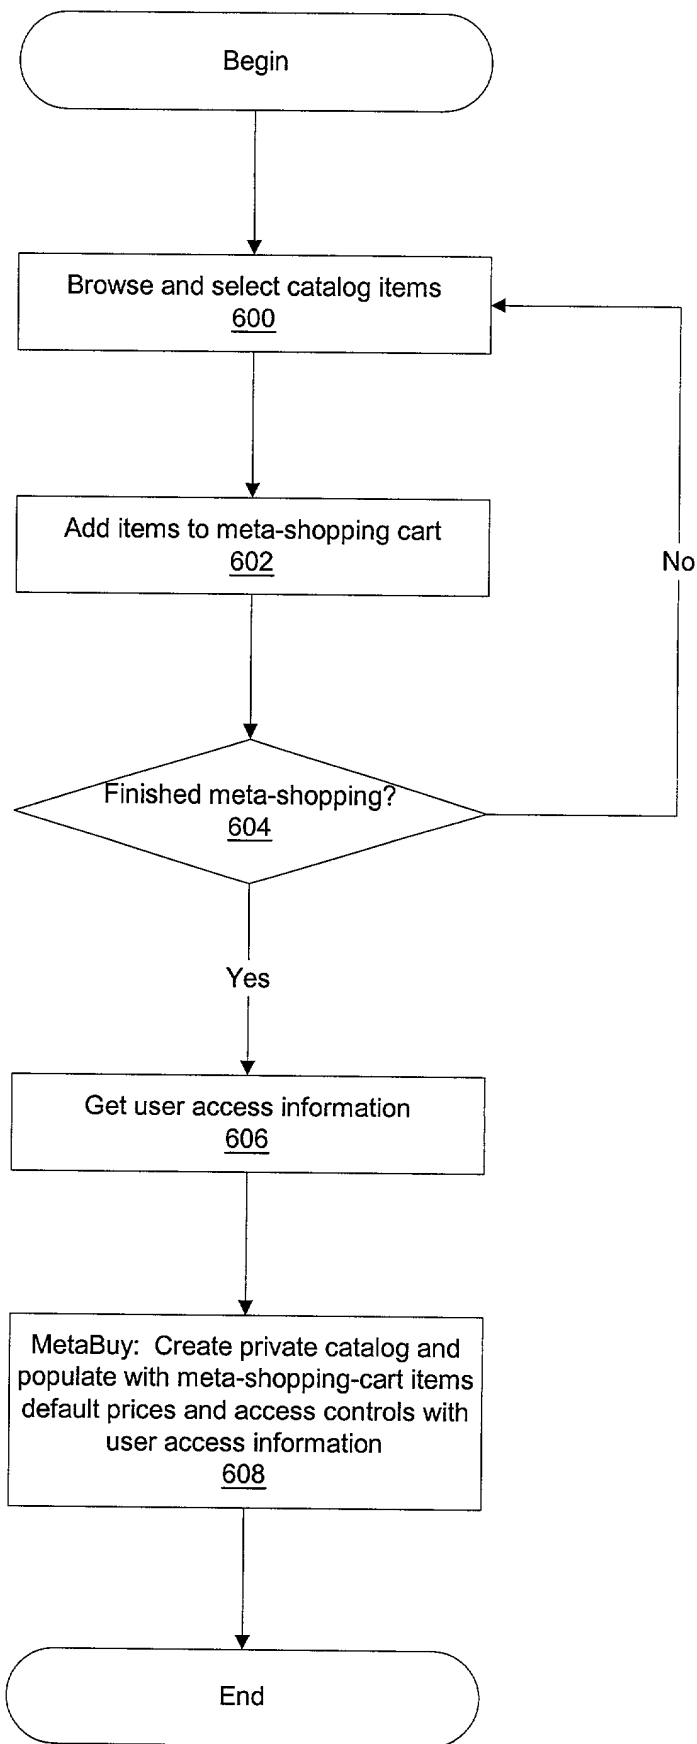 Begin
Browse and select catalog items
600
Add items to meta-shopping cart
602
No
Finished meta-shopping?
604
Yes
Get user access information
606
MetaBuy: Create private catalog and
populate with meta-shopping-cart items
default prices and access controls with
user access information
608
End